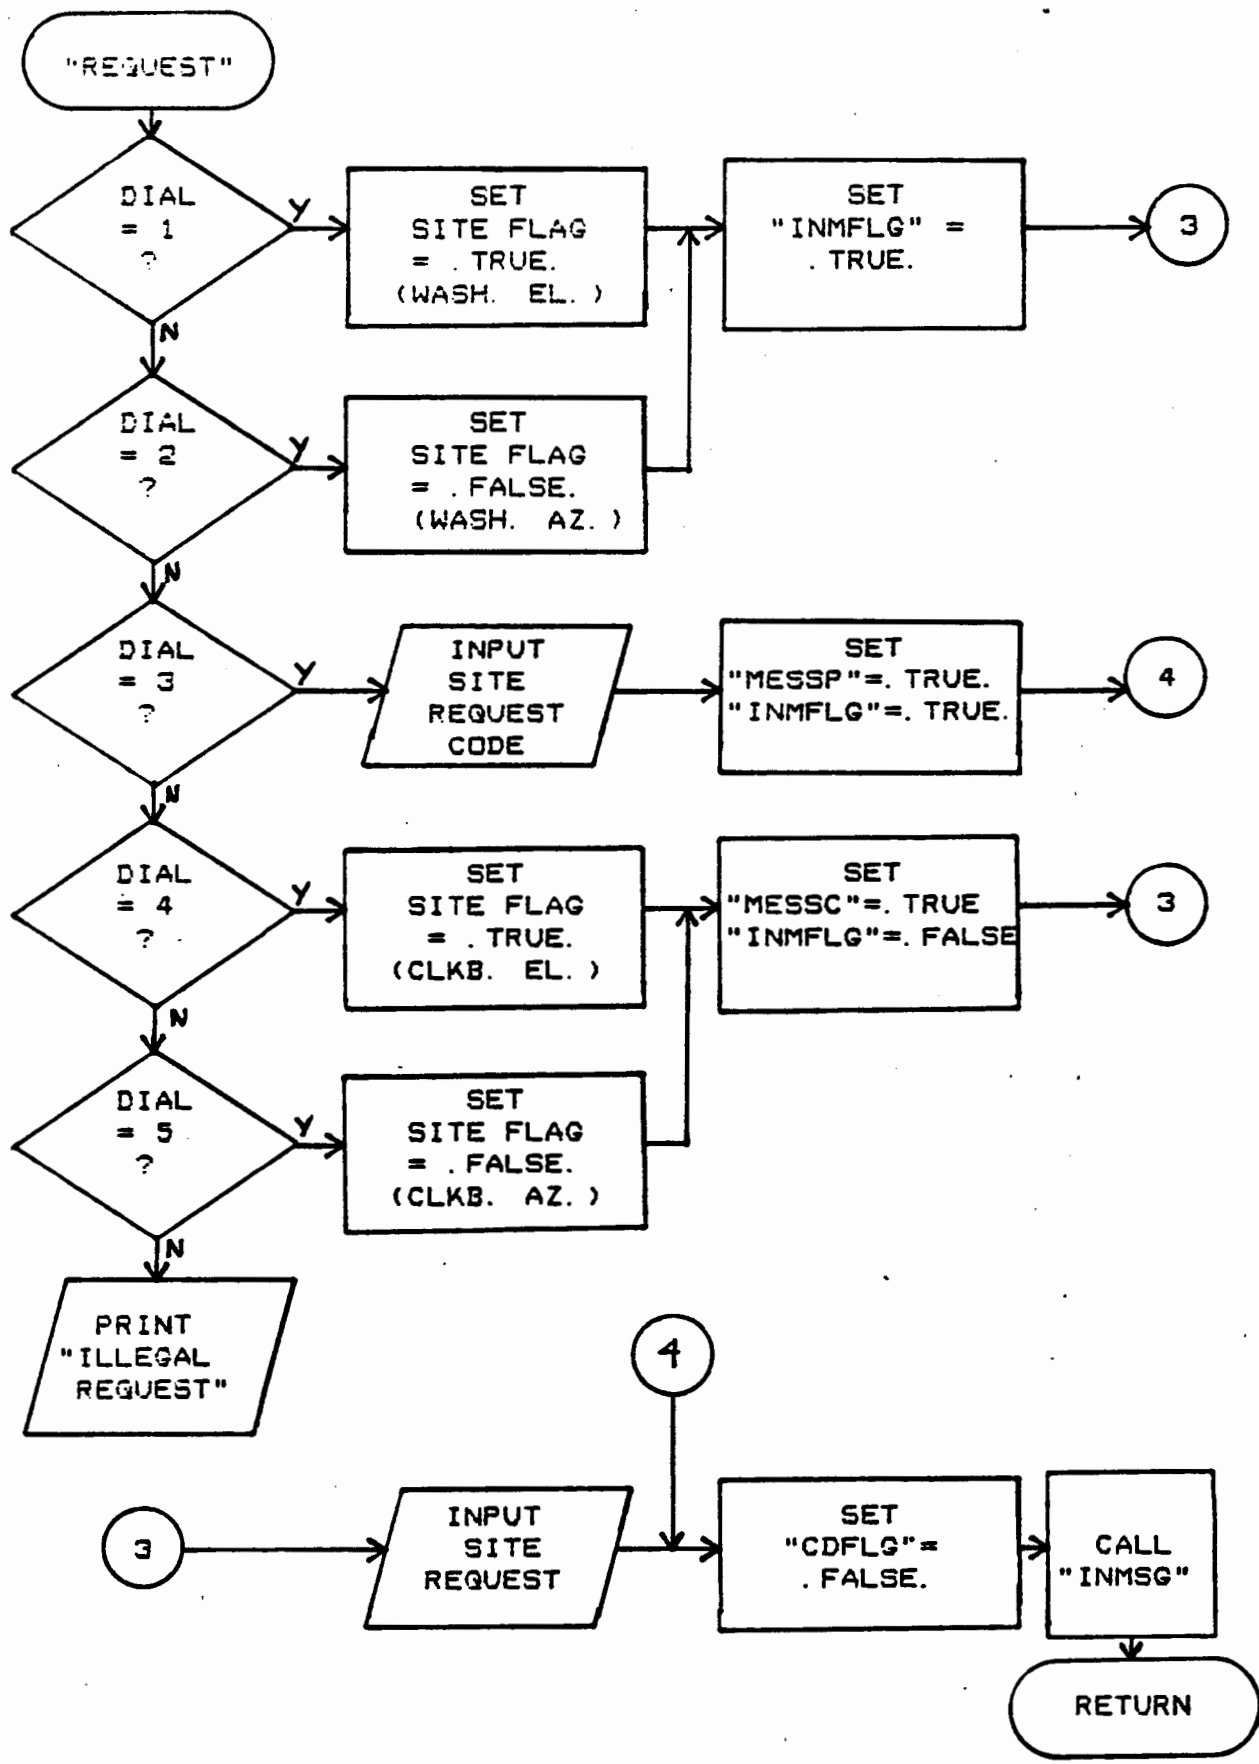 "REQUEST"
DIAL
= 1
?
Y
N
SET
SITE FLAG
= . TRUE.
(WASH. EL. )
SET
"INMFLG" =
. TRUE.
3
DIAL
= 2
?
Y
N
SET
SITE FLAG
= . FALSE.
(WASH. AZ. )
DIAL
= 3
?
Y
N
INPUT
SITE
REQUEST
CODE
SET
"MESSP"=. TRUE.
"INMFLG"=. TRUE.
4
DIAL
= 4
?
Y
N
SET
SITE FLAG
= . TRUE.
(CLKB. EL. )
SET
"MESSC"=. TRUE
"INMFLG"=. FALSE
3
DIAL
= 5
?
Y
N
SET
SITE FLAG
= . FALSE.
(CLKB. AZ. )
PRINT
"ILLEGAL
REQUEST"
4
3
INPUT
SITE
REQUEST
SET
"CDFLG"=
. FALSE.
CALL
"INMSG"
RETURN